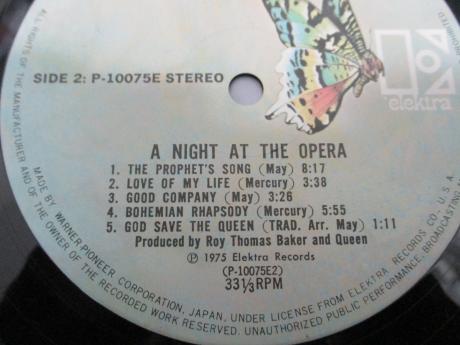 SIDE 2: P-10075E STEREO
elektra
A NIGHT AT THE OPERA
1. THE PROPHET'S SONG (May) 8:17
2. LOVE OF MY LIFE (Mercury) 3:38
3. GOOD COMPANY (May) 3:26
4. BOHEMIAN RHAPSODY (Mercury) 5:55
5. GOD SAVE THE QUEEN (TRAD. Arr. May) 1:11
Produced by Roy Thomas Baker and Queen
Ⓟ 1975 Elektra Records
(P-10075E2)
33⅓RPM
ALL RIGHTS OF THE MANUFACTURER AND OF THE OWNER OF THE RECORDED WORK RESERVED. UNAUTHORIZED PUBLIC PERFORMANCE, BROADCASTING
PROHIBITED
MADE BY WARNER-PIONEER CORPORATION, JAPAN, UNDER LICENSE FROM ELEKTRA RECORDS CO. U.S.A.